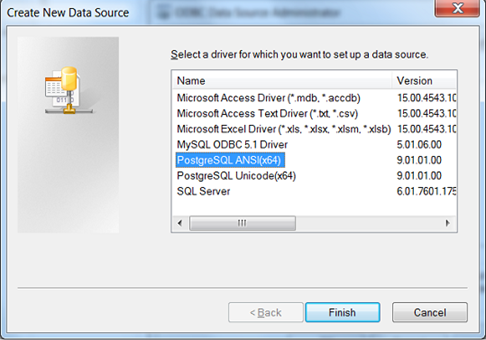 Create New Data Source
ODBC Data Source Administrator
Select a driver for which you want to set up a data source.
Name Version
Microsoft Access Driver (*.mdb, *.accdb) 15.00.4543.10
Microsoft Access Text Driver (*.txt, *.csv) 15.00.4543.10
Microsoft Excel Driver (*.xls, *.xlsx, *.xlsm, *.xlsb) 15.00.4543.10
MySQL ODBC 5.1 Driver 5.01.06.00
PostgreSQL ANSI(x64) 9.01.01.00
PostgreSQL Unicode(x64) 9.01.01.00
SQL Server 6.01.7601.175
< Back Finish Cancel